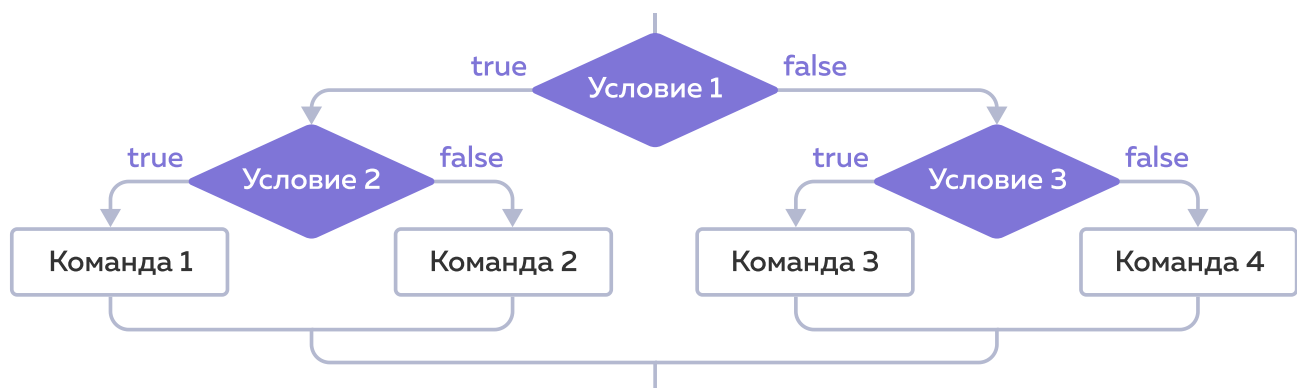 true
Условие 1
false
true
Условие 2
false
true
Условие 3
false
Команда 1
Команда 2
Команда 3
Команда 4